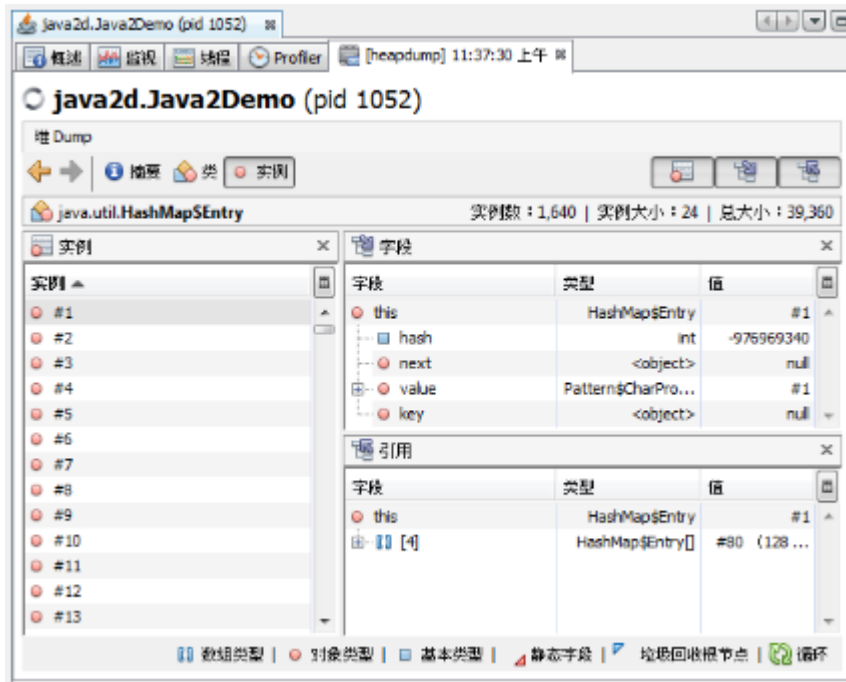 java2d.Java2Demo (pid 1052)
概述 监视 线程 Profiler [heapdump] 11:37:30 上午
java2d.Java2Demo (pid 1052)
堆 Dump
摘要 类 实例
java.util.HashMap$Entry 实例数：1,640 | 实例大小：24 | 总大小：39,360
实例
实例
#1
#2
#3
#4
#5
#6
#7
#8
#9
#10
#11
#12
#13
字段
字段 类型 值
this HashMap$Entry #1
hash int -976969340
next <object> null
value Pattern$CharPro... #1
key <object> null
引用
字段 类型 值
this HashMap$Entry #1
[4] HashMap$Entry[] #80 (128 ...
数组类型 | 对象类型 | 基本类型 | 静态字段 | 垃圾回收根节点 | 循环